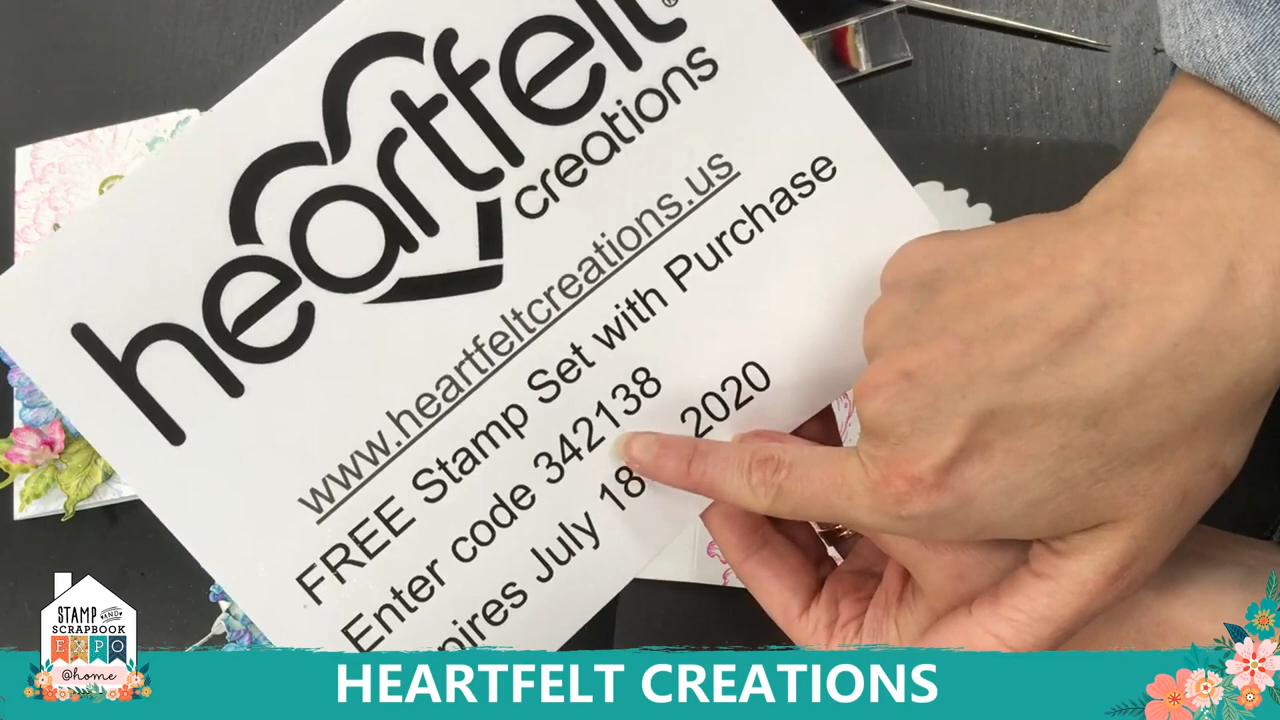 heartfelt®
creations
www.heartfeltcreations.us
FREE Stamp Set with Purchase
Enter code 342138
pires July 18 2020
STAMP AND
SCRAPBOOK
EXPO
@home
HEARTFELT CREATIONS